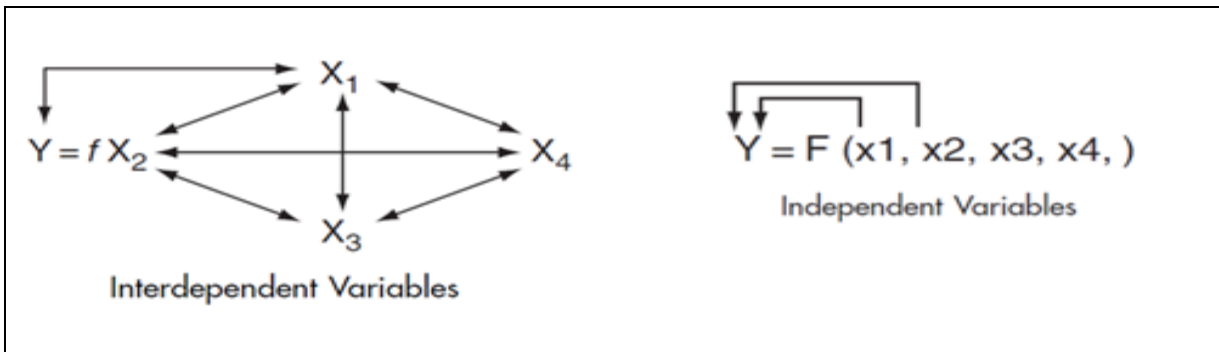 X₁
Y = f X₂
X₄
X₃
Interdependent Variables
Y = F (x1, x2, x3, x4, )
Independent Variables